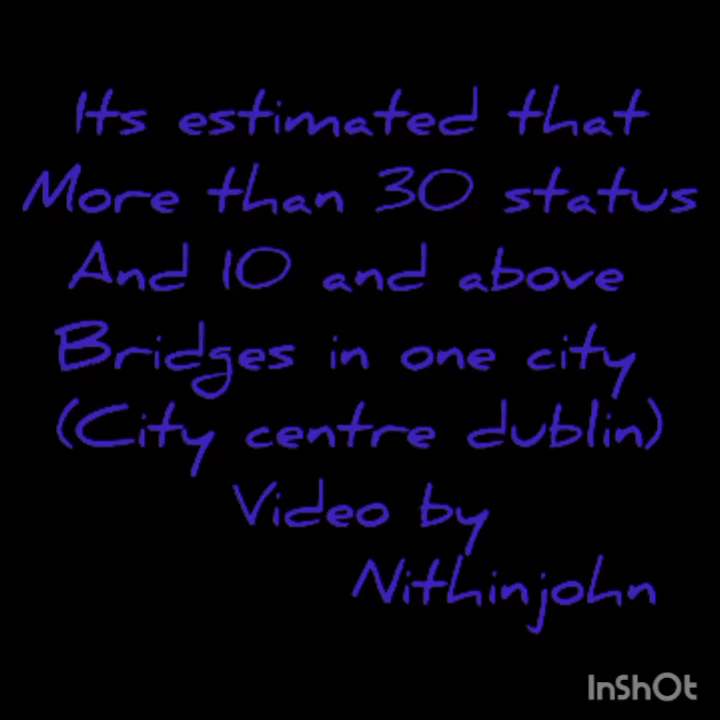 Its estimated that
More than 30 status
And 10 and above
Bridges in one city
(City centre dublin)
Video by
Nithinjohn
InShOt